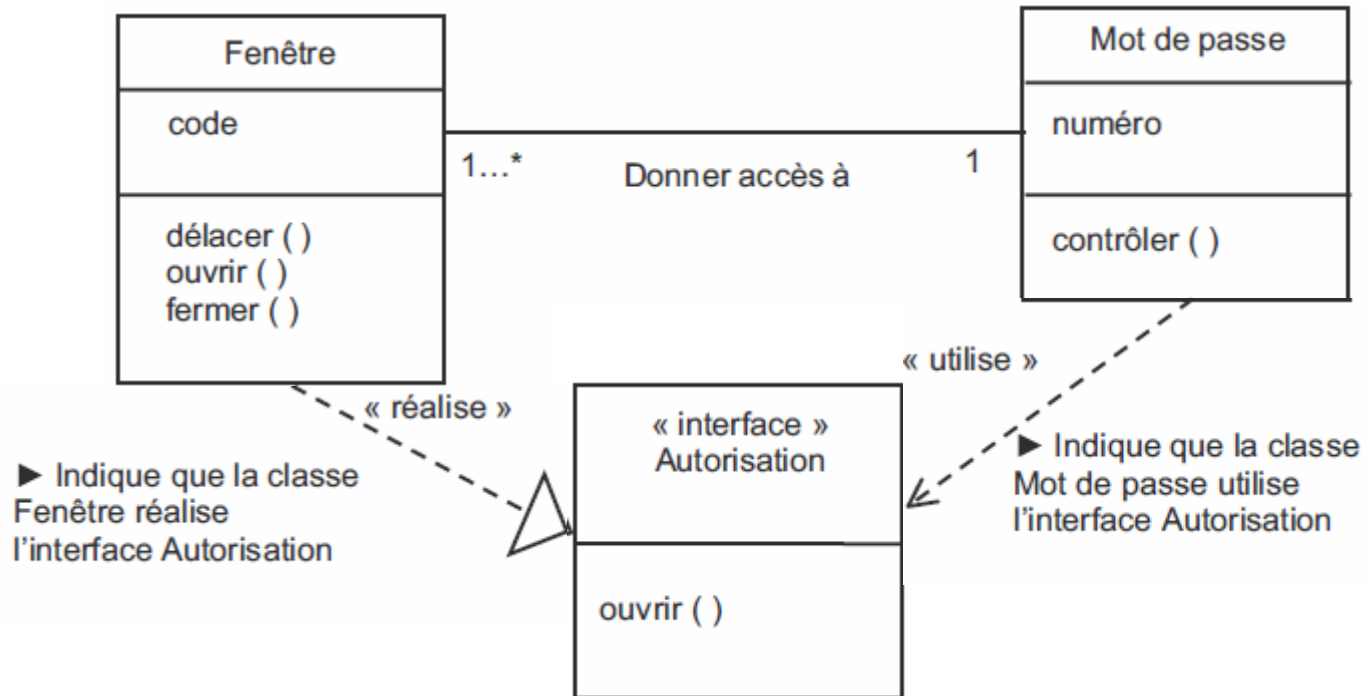 Fenêtre
code
délacer ( )
ouvrir ( )
fermer ( )
1...*
Donner accès à
1
Mot de passe
numéro
contrôler ( )
« réalise »
► Indique que la classe
Fenêtre réalise
l'interface Autorisation
« interface »
Autorisation
ouvrir ( )
« utilise »
► Indique que la classe
Mot de passe utilise
l'interface Autorisation